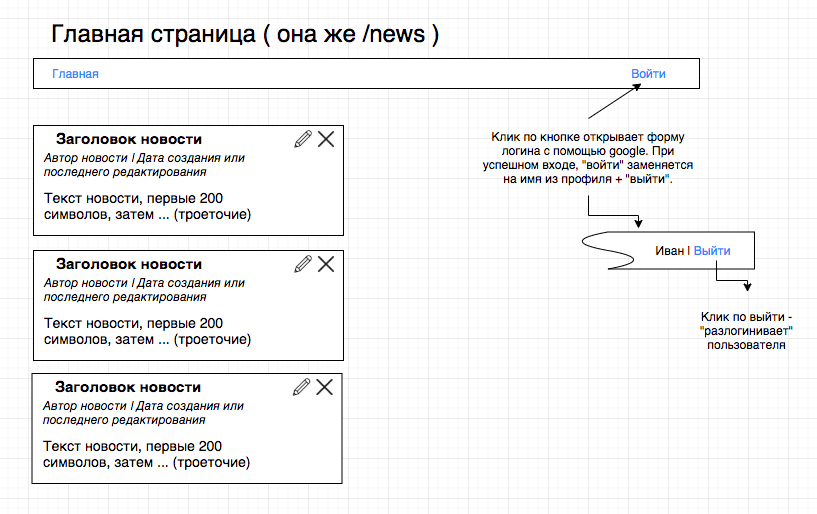 Главная страница ( она же /news )
Главная
Войти
Заголовок новости
Автор новости | Дата создания или
последнего редактирования
Текст новости, первые 200
символов, затем ... (троеточие)
Заголовок новости
Автор новости | Дата создания или
последнего редактирования
Текст новости, первые 200
символов, затем ... (троеточие)
Заголовок новости
Автор новости | Дата создания или
последнего редактирования
Текст новости, первые 200
символов, затем ... (троеточие)
Клик по кнопке открывает форму
логина с помощью google. При
успешном входе, "войти" заменяется
на имя из профиля + "выйти".
Иван | Выйти
Клик по выйти -
"разлогинивает"
пользователя